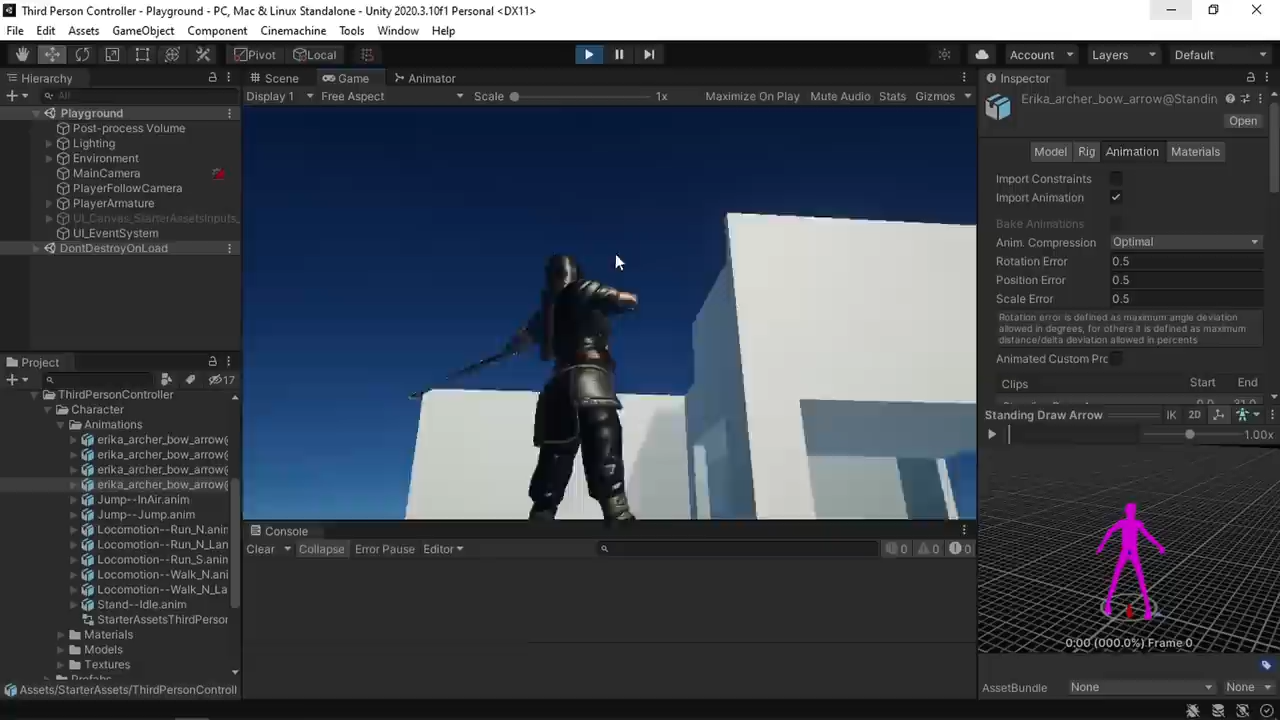 Third Person Controller - Playground - PC, Mac & Linux Standalone - Unity 2020.3.10f1 Personal <DX11>
File Edit Assets GameObject Component Cinemachine Tools Window Help
Pivot Local Account Layers Default
Hierarchy
All
Playground
Post-process Volume
Lighting
Environment
MainCamera
PlayerFollowCamera
PlayerArmature
UI_Canvas_StarterAssetsInputs_
UI_EventSystem
DontDestroyOnLoad
Project
17
ThirdPersonController
Character
Animations
erika_archer_bow_arrow@
erika_archer_bow_arrow@
erika_archer_bow_arrow@
erika_archer_bow_arrow@
Jump--InAir.anim
Jump--Jump.anim
Locomotion--Run_N.anim
Locomotion--Run_N_Lan
Locomotion--Run_S.anim
Locomotion--Walk_N.ani
Locomotion--Walk_N_La
Stand--Idle.anim
StarterAssetsThirdPerson
Materials
Models
Textures
Prefabs
Assets/StarterAssets/ThirdPersonControll
Scene Game Animator
Display 1 Free Aspect Scale 1x Maximize On Play Mute Audio Stats Gizmos
Console
Clear Collapse Error Pause Editor 0 0 0
Inspector
Erika_archer_bow_arrow@Standin
Open
Model Rig Animation Materials
Import Constraints
Import Animation
Bake Animations
Anim. Compression Optimal
Rotation Error 0.5
Position Error 0.5
Scale Error 0.5
Rotation error is defined as maximum angle deviation
allowed in degrees, for others it is defined as maximum
distance/delta deviation allowed in percents
Animated Custom Pro
Clips Start End
Standing Draw Arrow IK 2D
1.00x
0:00 (000.0%) Frame 0
AssetBundle None None